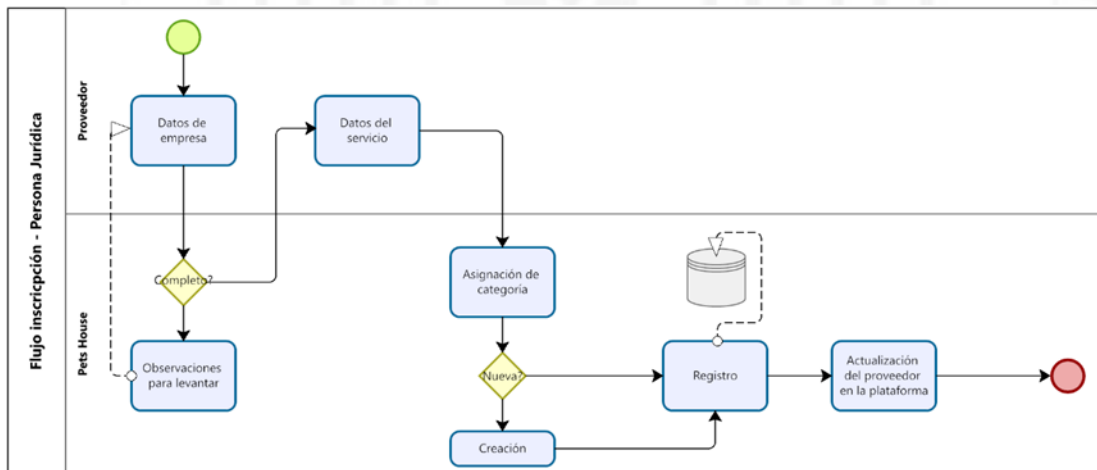 Flujo inscricpción - Persona Jurídica
Proveedor
Datos de
empresa
Datos del
servicio
Pets House
Completo?
Observaciones
para levantar
Asignación de
categoría
Nueva?
Creación
Registro
Actualización
del proveedor
en la plataforma